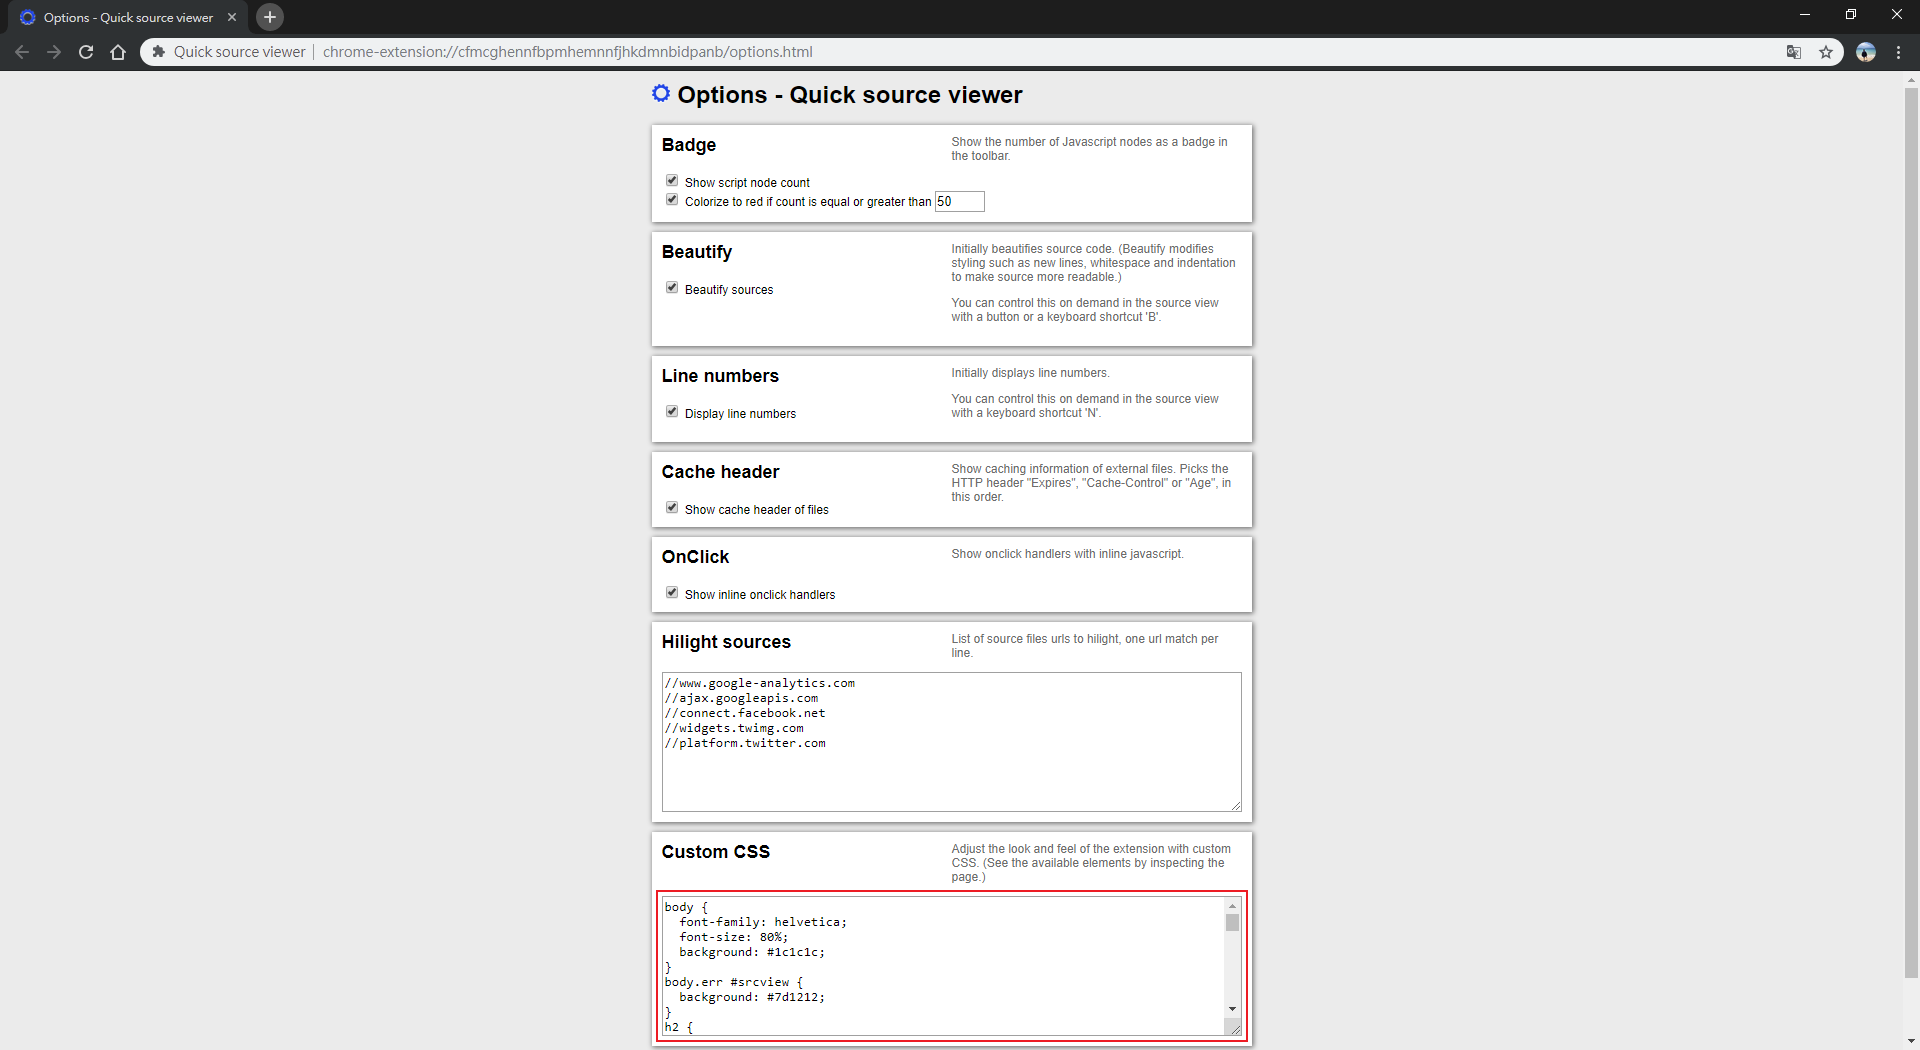 Options - Quick source viewer
Quick source viewer | chrome-extension://cfmcghennfbpmhemnnfjhkdmnbidpanb/options.html
Options - Quick source viewer
Badge
Show the number of Javascript nodes as a badge in
the toolbar.
Show script node count
Colorize to red if count is equal or greater than 50
Beautify
Initially beautifies source code. (Beautify modifies
styling such as new lines, whitespace and indentation
to make source more readable.)
You can control this on demand in the source view
with a button or a keyboard shortcut 'B'.
Beautify sources
Line numbers
Initially displays line numbers.
You can control this on demand in the source view
with a keyboard shortcut 'N'.
Display line numbers
Cache header
Show caching information of external files. Picks the
HTTP header "Expires", "Cache-Control" or "Age", in
this order.
Show cache header of files
OnClick
Show onclick handlers with inline javascript.
Show inline onclick handlers
Hilight sources
List of source files urls to hilight, one url match per
line.
//www.google-analytics.com
//ajax.googleapis.com
//connect.facebook.net
//widgets.twimg.com
//platform.twitter.com
Custom CSS
Adjust the look and feel of the extension with custom
CSS. (See the available elements by inspecting the
page.)
body {
  font-family: helvetica;
  font-size: 80%;
  background: #1c1c1c;
}
body.err #srcview {
  background: #7d1212;
}
h2 {